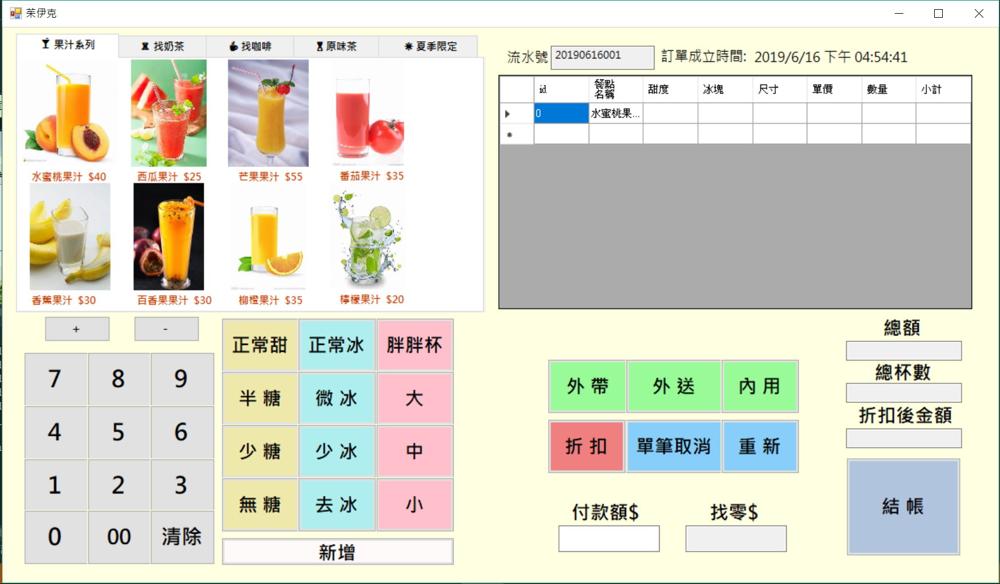 茱伊克
果汁系列 找奶茶 找咖啡 原味茶 夏季限定
水蜜桃果汁 $40 西瓜果汁 $25 芒果果汁 $55 番茄果汁 $35
香蕉果汁 $30 百香果果汁 $30 柳橙果汁 $35 檸檬果汁 $20
流水號 20190616001 訂單成立時間: 2019/6/16 下午 04:54:41
id 餐點名稱 甜度 冰塊 尺寸 單價 數量 小計
0 水蜜桃果...
+ -
7 8 9
4 5 6
1 2 3
0 00 清除
正常甜 正常冰 胖胖杯
半 糖 微 冰 大
少 糖 少 冰 中
無 糖 去 冰 小
新增
外 帶 外 送 內 用
折 扣 單筆取消 重 新
付款額$ 找零$
總額
總杯數
折扣後金額
結 帳